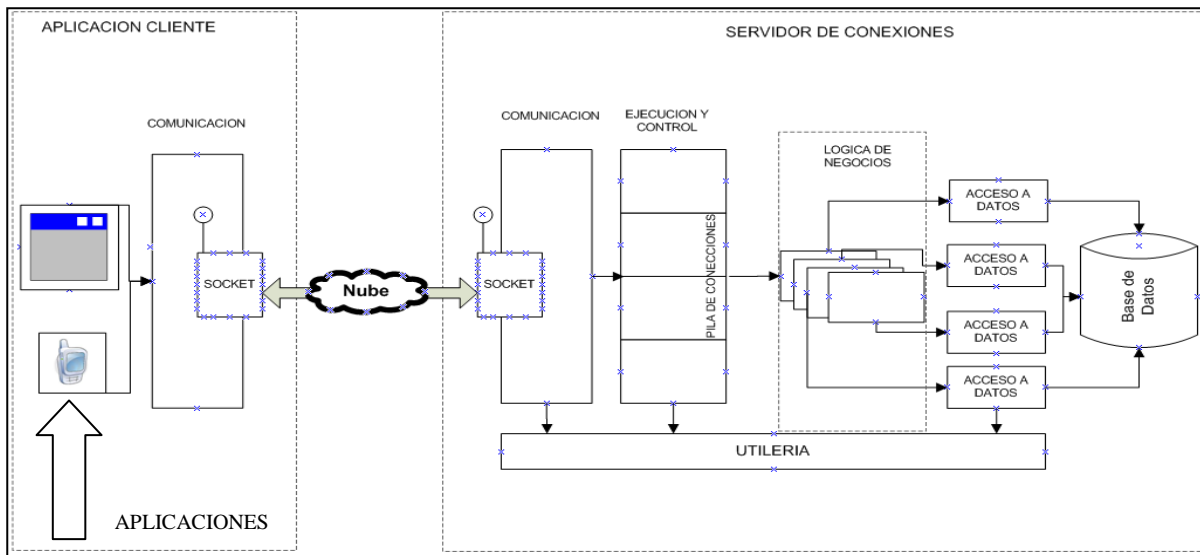 APLICACION CLIENTE
COMUNICACION
SOCKET
APLICACIONES
Nube
SERVIDOR DE CONEXIONES
COMUNICACION
SOCKET
EJECUCION Y
CONTROL
PILA DE CONECCIONES
LOGICA DE
NEGOCIOS
ACCESO A
DATOS
ACCESO A
DATOS
ACCESO A
DATOS
ACCESO A
DATOS
Base de
Datos
UTILERIA